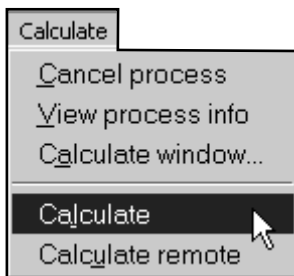 Calculate
Cancel process
View process info
Calculate window...
Calculate
Calculate remote